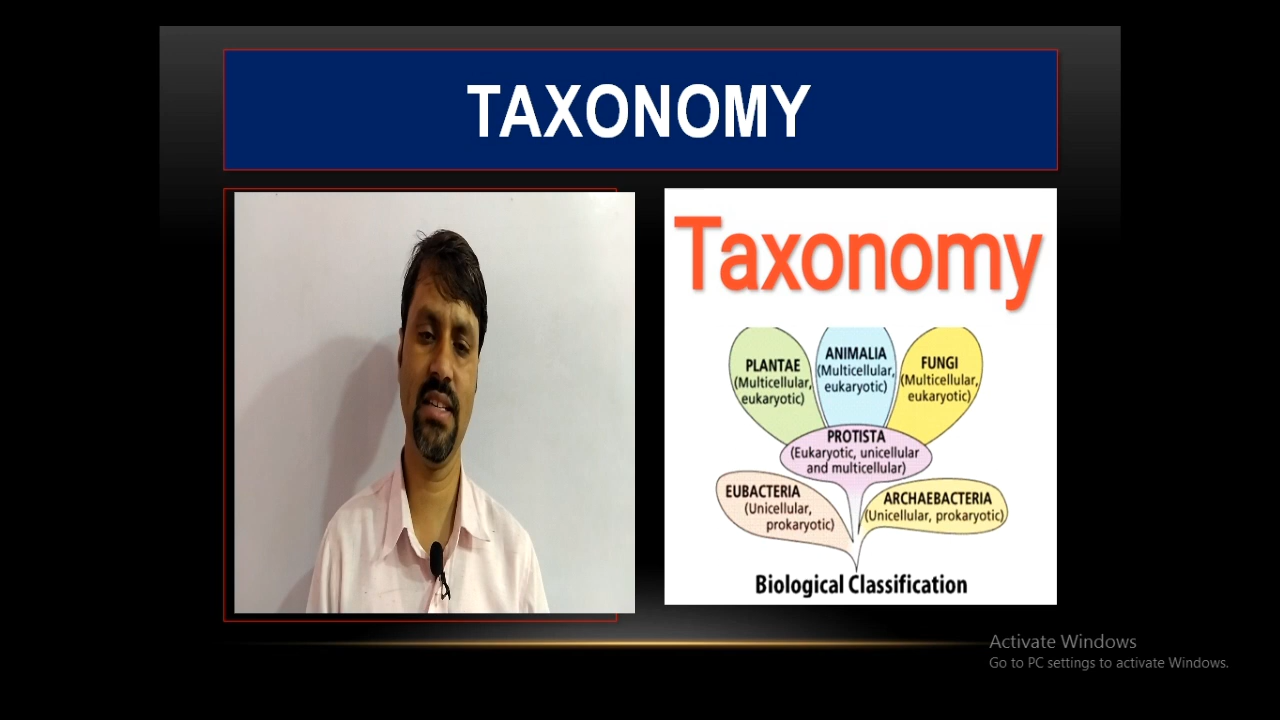 TAXONOMY
Taxonomy
PLANTAE
(Multicellular,
eukaryotic)
ANIMALIA
(Multicellular,
eukaryotic)
FUNGI
(Multicellular,
eukaryotic)
PROTISTA
(Eukaryotic, unicellular
and multicellular)
EUBACTERIA
(Unicellular,
prokaryotic)
ARCHAEBACTERIA
(Unicellular, prokaryotic)
Biological Classification
Activate Windows
Go to PC settings to activate Windows.